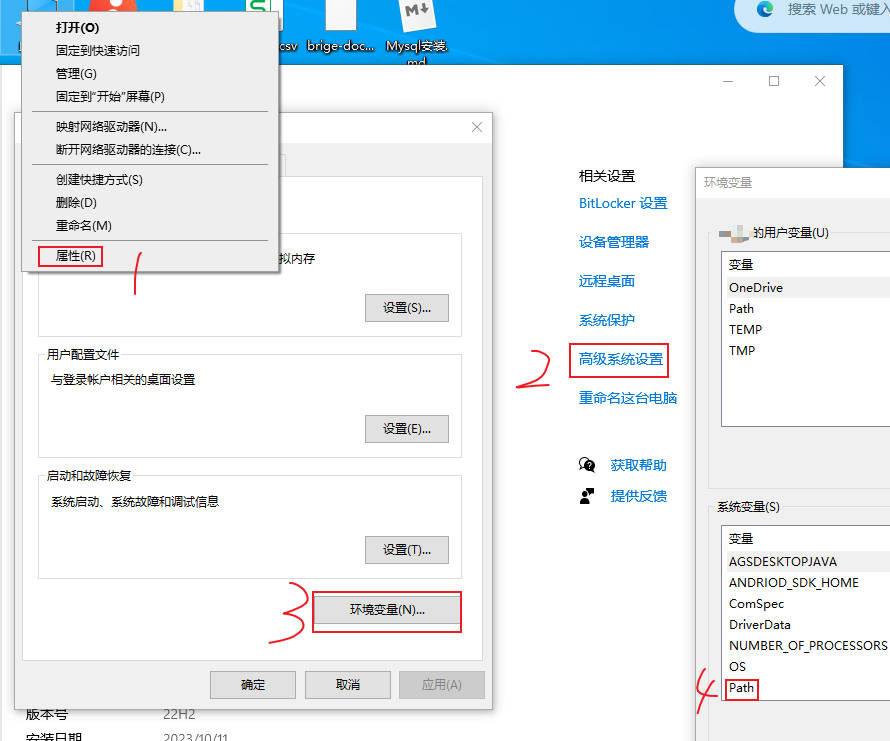 csv
brige-doc...
Mysql安装.
md
搜索 Web 或键入
打开(O)
固定到快速访问
管理(G)
固定到"开始"屏幕(P)
映射网络驱动器(N)...
断开网络驱动器的连接(C)...
创建快捷方式(S)
删除(D)
重命名(M)
属性(R)
1
拟内存
设置(S)...
用户配置文件
与登录帐户相关的桌面设置
设置(E)...
启动和故障恢复
系统启动、系统故障和调试信息
设置(T)...
3
环境变量(N)...
确定
取消
应用(A)
版本号
22H2
安装日期
2023/10/11
相关设置
BitLocker 设置
设备管理器
远程桌面
系统保护
2
高级系统设置
重命名这台电脑
获取帮助
提供反馈
环境变量
的用户变量(U)
变量
OneDrive
Path
TEMP
TMP
系统变量(S)
变量
AGSDESKTOPJAVA
ANDRIOD_SDK_HOME
ComSpec
DriverData
NUMBER_OF_PROCESSORS
OS
4
Path